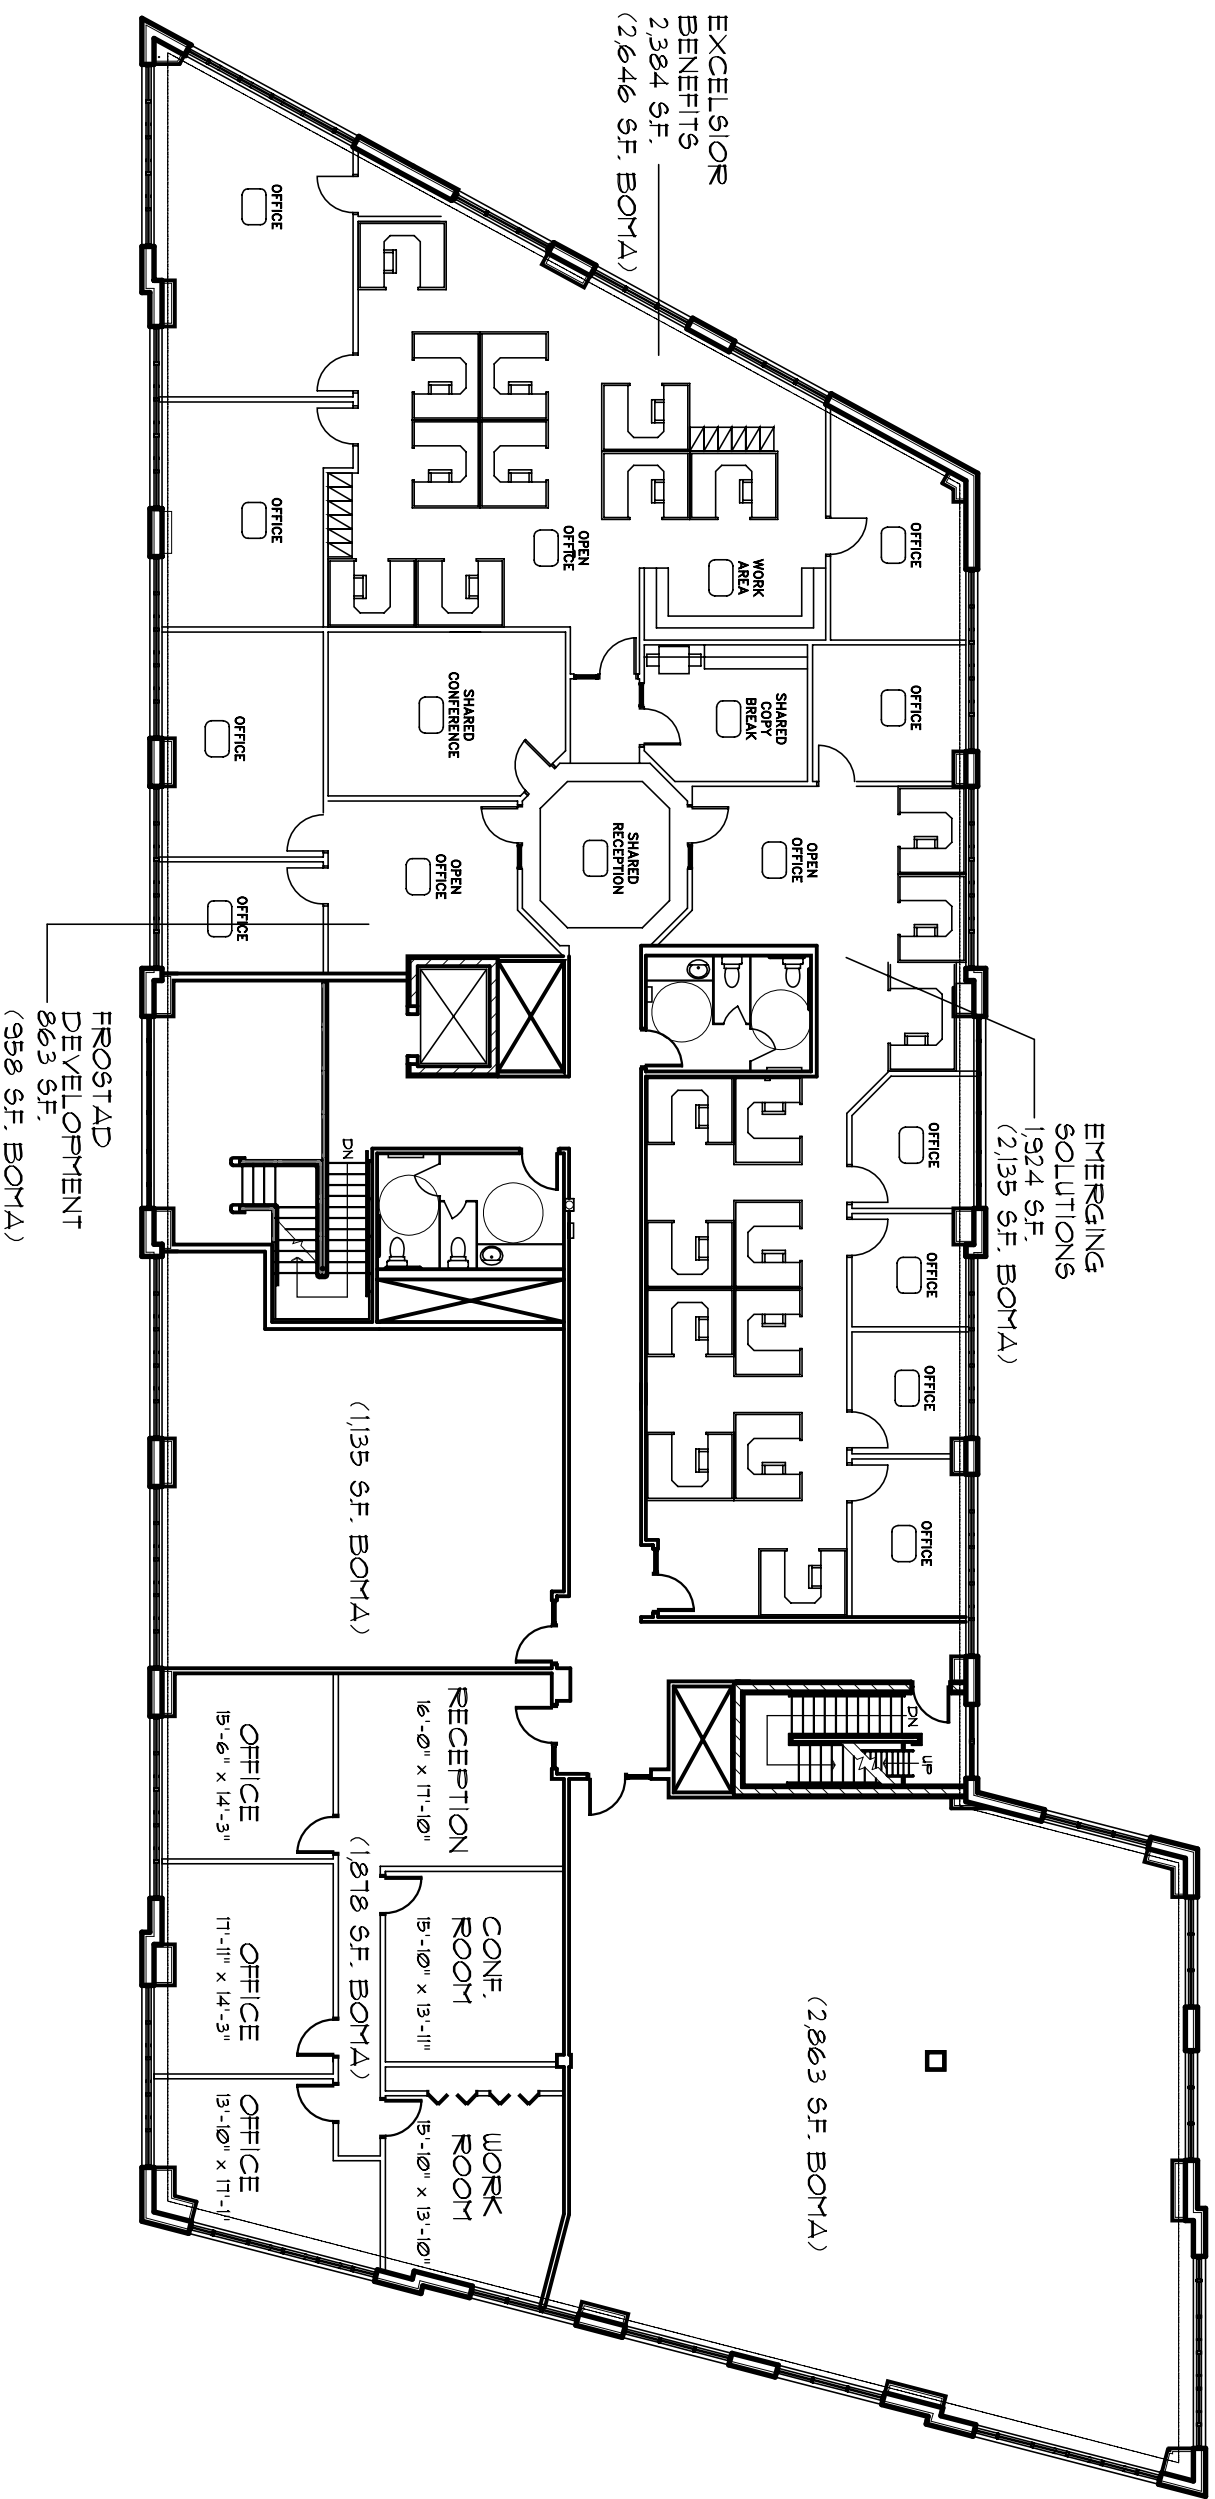 EXCELSIOR
BENEFITS
2,384 S.F.
(2,646 S.F. BOMA)
EMERGING
SOLUTIONS
1,924 S.F.
(2,135 S.F. BOMA)
FROSTAD
DEVELOPMENT
863 S.F.
(958 S.F. BOMA)
OFFICE
OFFICE
OFFICE
OFFICE
OFFICE
OFFICE
OPEN
OFFICE
WORK
AREA
SHARED
CONFERENCE
SHARED
COPY
BREAK
SHARED
RECEPTION
OPEN
OFFICE
OPEN
OFFICE
OFFICE
OFFICE
OFFICE
OFFICE
DN
DN
UP
(1,135 S.F. BOMA)
(2,863 S.F. BOMA)
RECEPTION
16'-0" x 17'-10"
CONF.
ROOM
15'-10" x 13'-11"
WORK
ROOM
15'-10" x 13'-10"
(1,878 S.F. BOMA)
OFFICE
15'-6" x 14'-3"
OFFICE
17'-11" x 14'-3"
OFFICE
13'-10" x 17'-1"